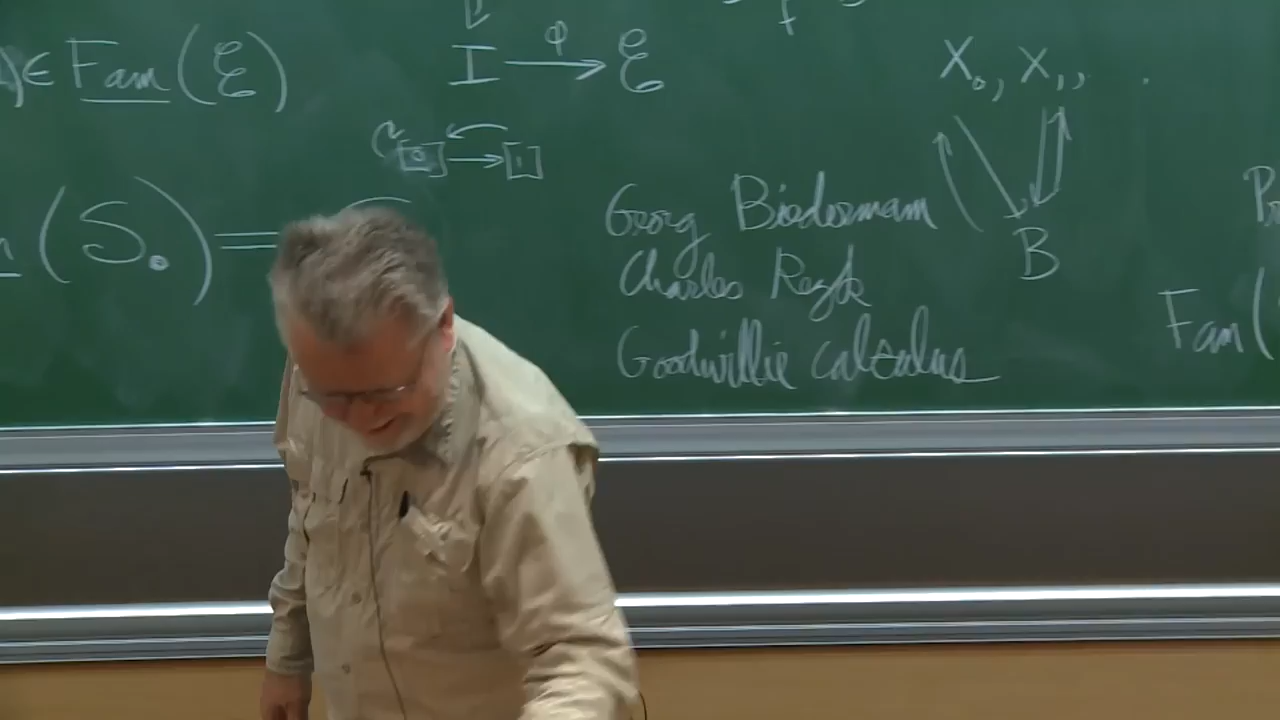 ∈ Fam(ℰ)
I →^φ ℰ
[0] → [1]
(S.) =
Georg Biedermann
Charles Rezk
Goodwillie calculus
X₀, X₁,
B
Fam(